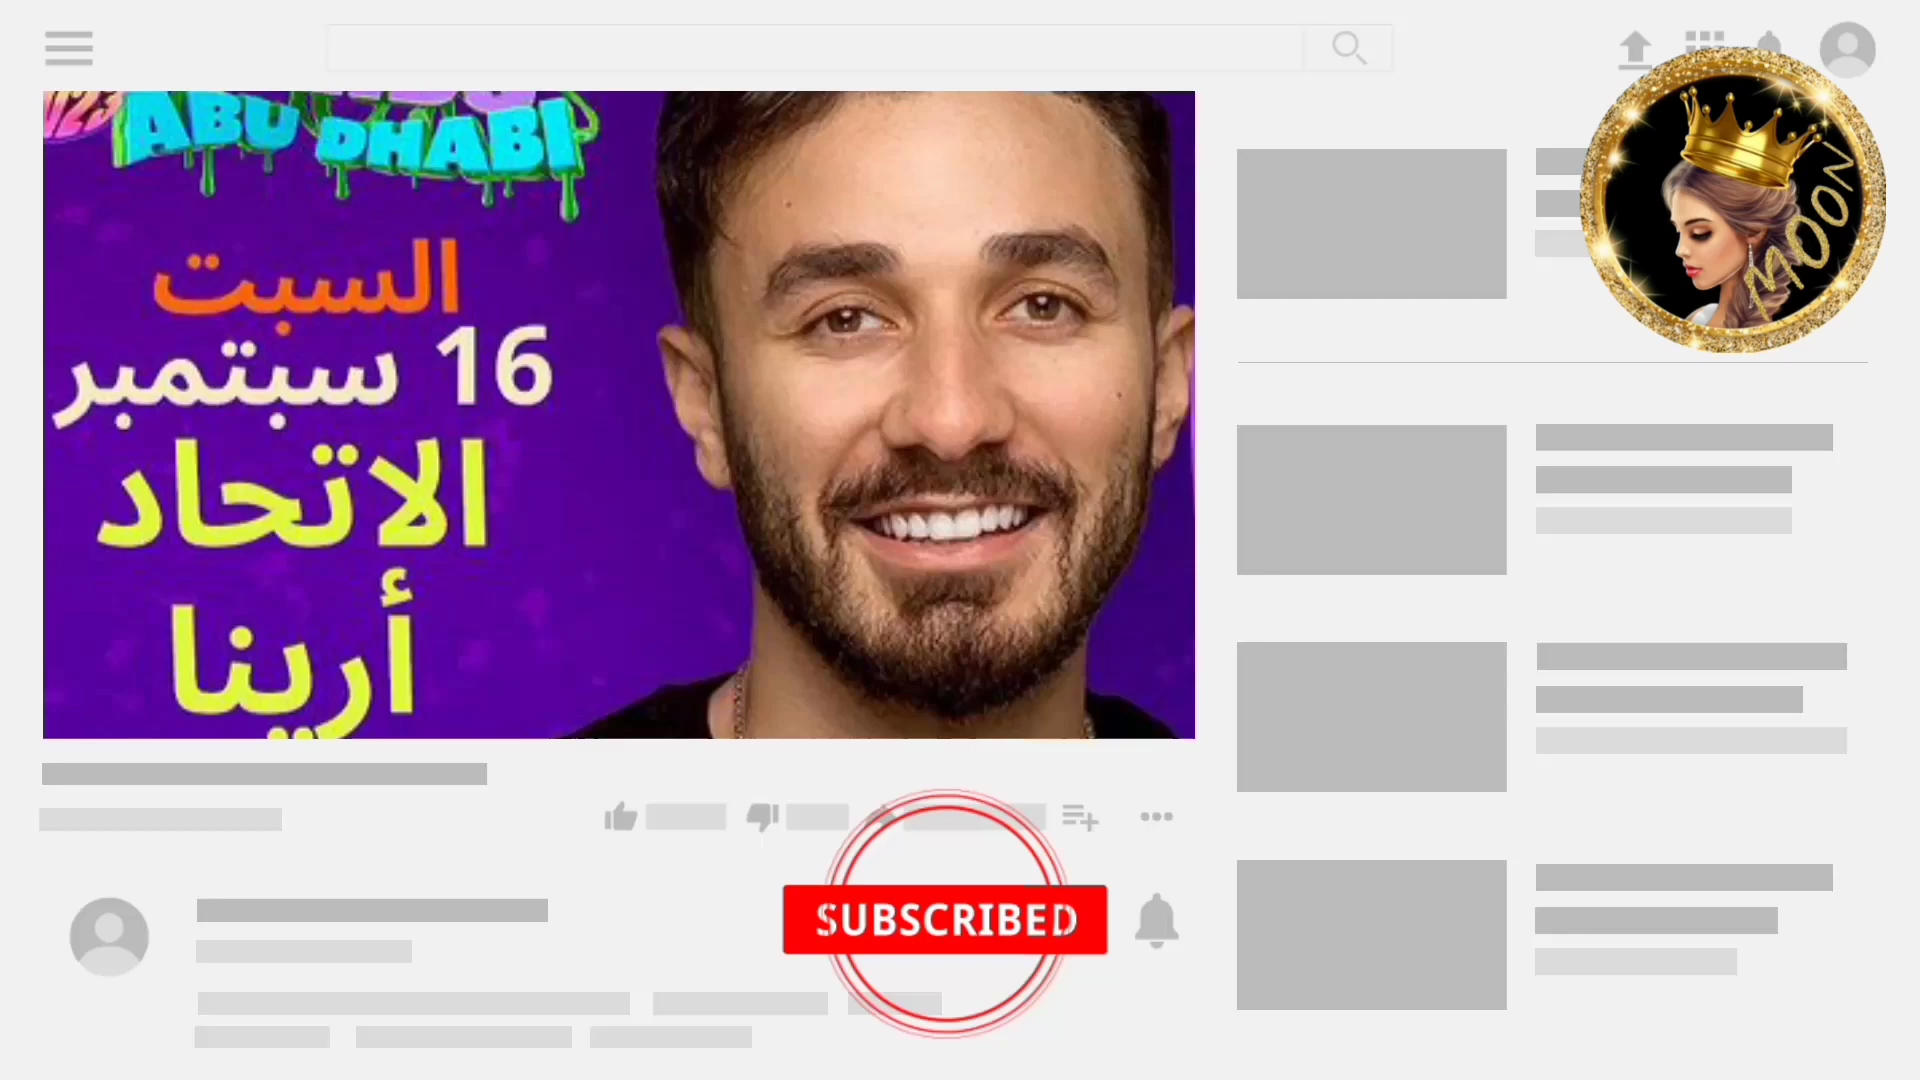 ABU DHABI
السبت
16 سبتمبر
الاتحاد
أرينا
MOON
SUBSCRIBED